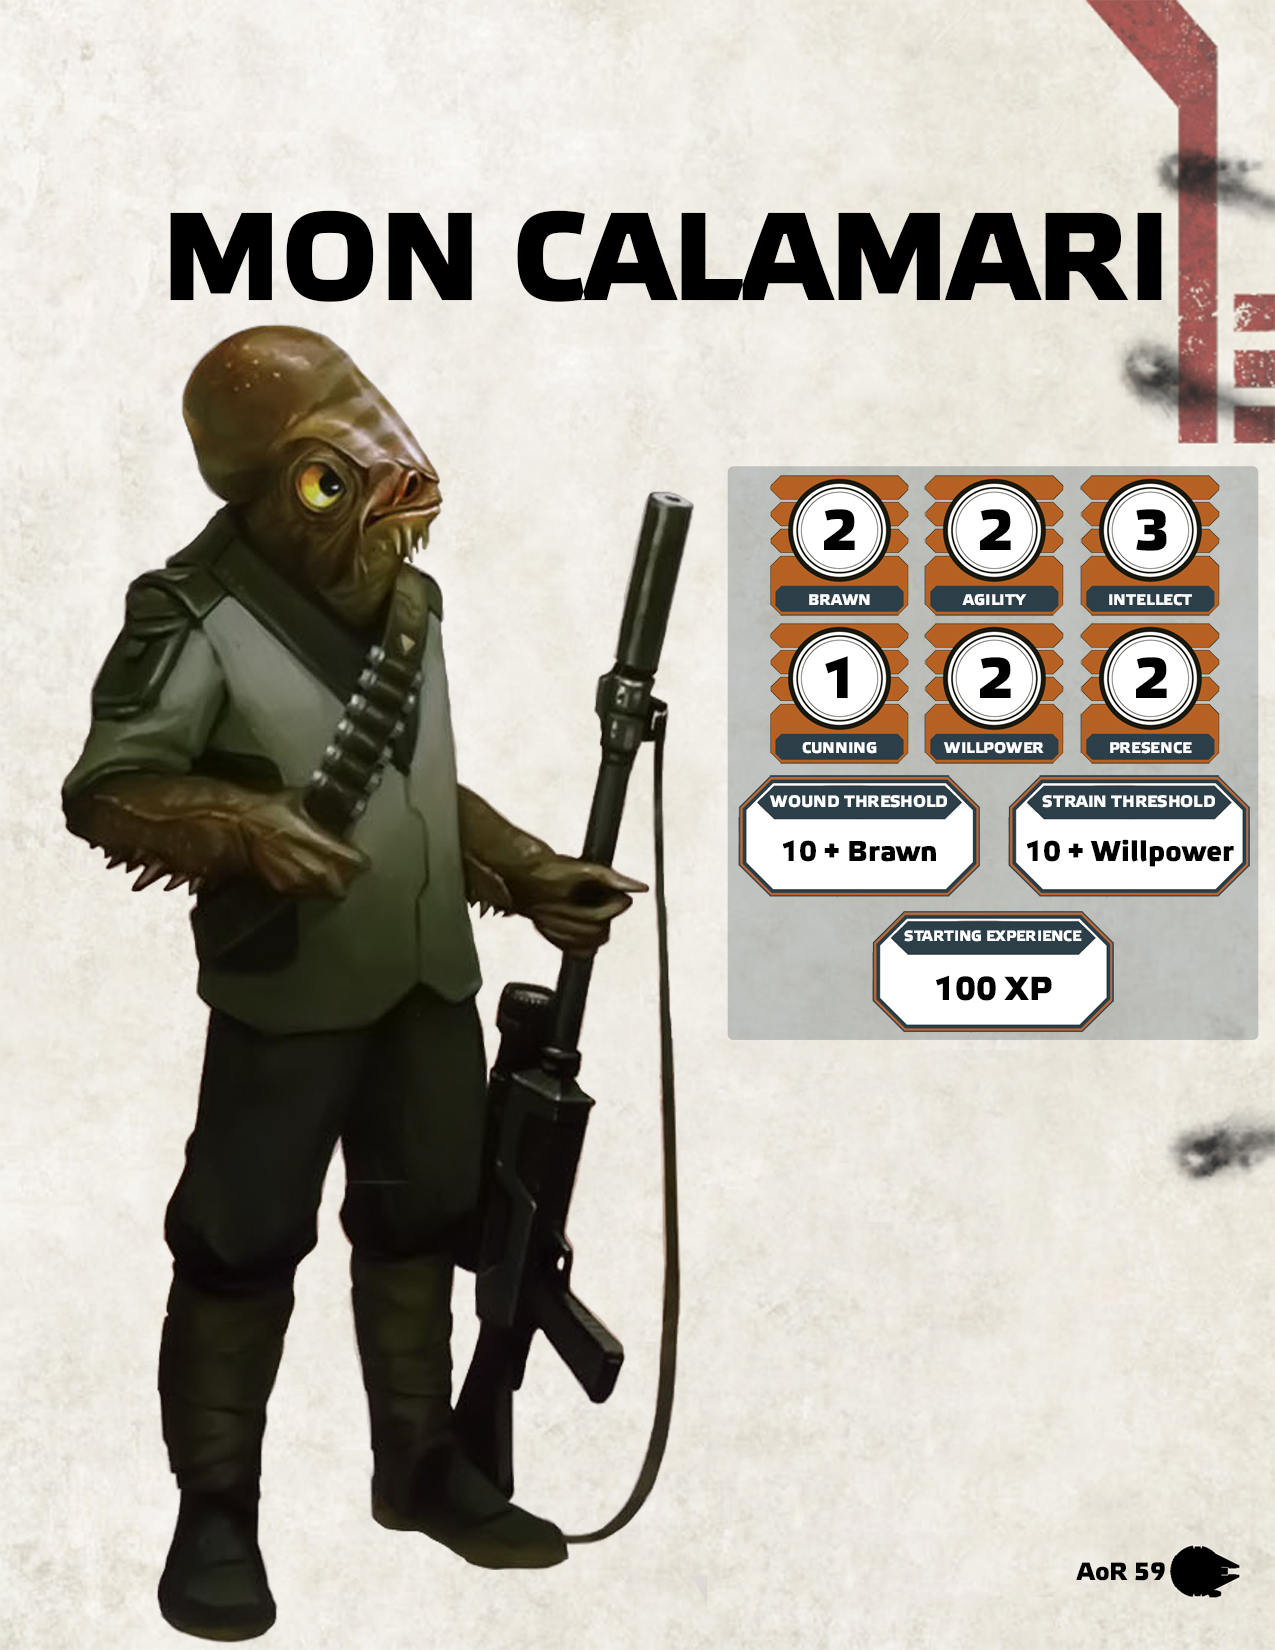 MON CALAMARI
2 2 3
BRAWN AGILITY INTELLECT
1 2 2
CUNNING WILLPOWER PRESENCE
WOUND THRESHOLD STRAIN THRESHOLD
10 + Brawn 10 + Willpower
STARTING EXPERIENCE
100 XP
AoR 59